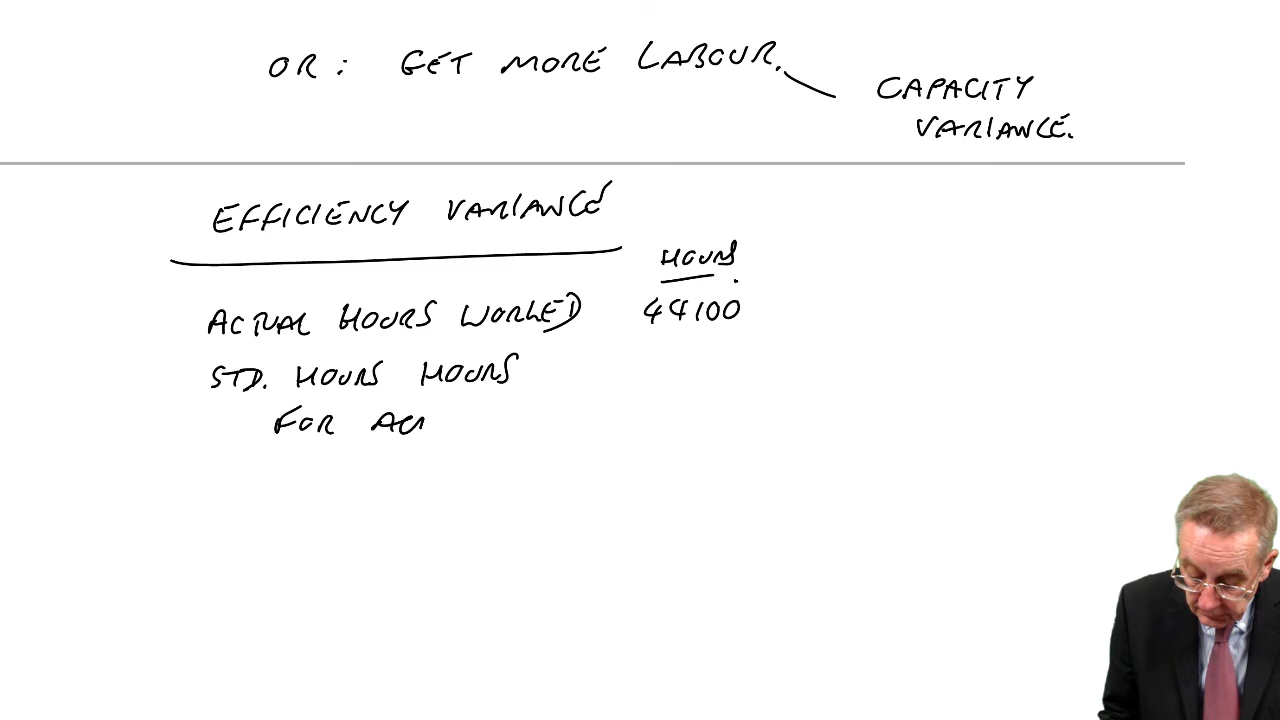 OR: GET MORE LABOUR.
CAPACITY
VARIANCE.
EFFICIENCY VARIANCE
HOURS
ACTUAL HOURS WORKED 44100
STD. HOURS HOURS
FOR AC